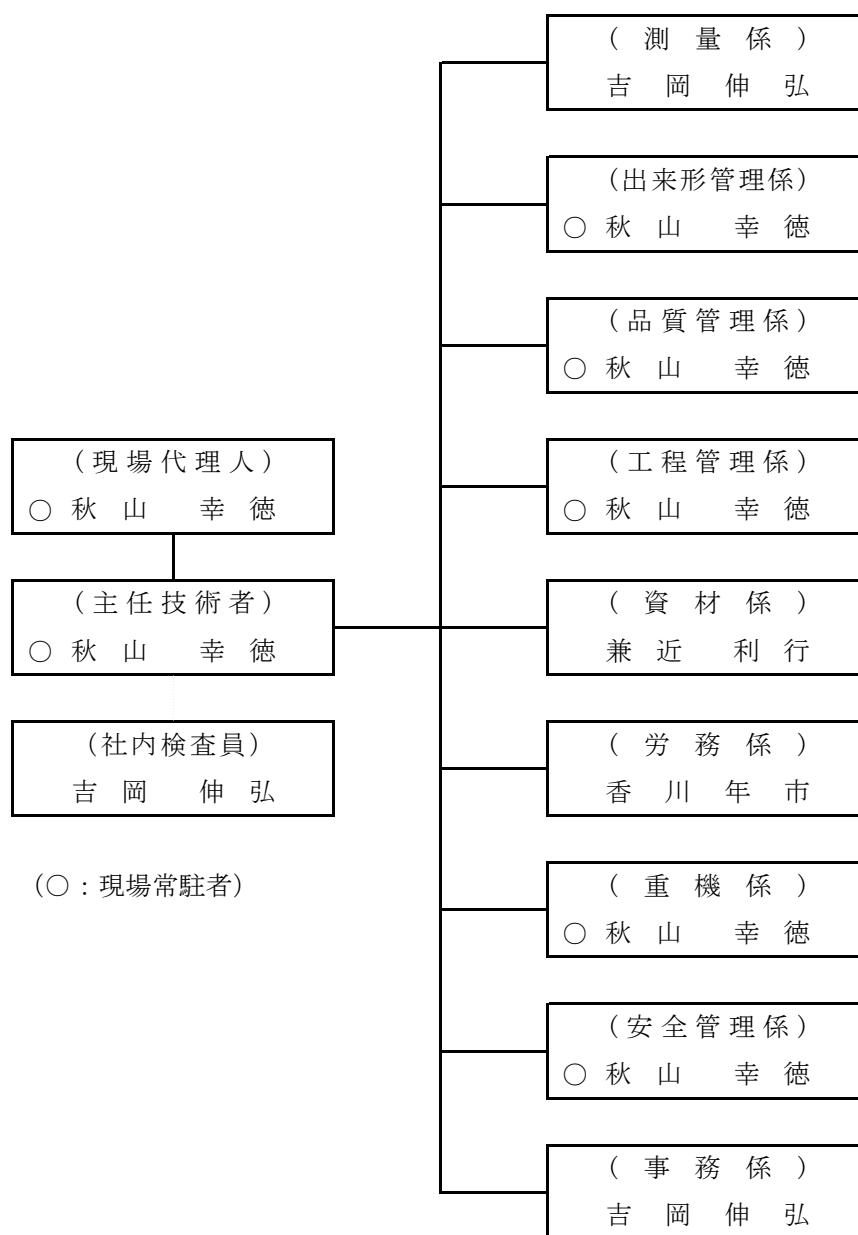 (現場代理人)
○ 秋山 幸徳
(主任技術者)
○ 秋山 幸徳
(社内検査員)
吉岡 伸弘
(○：現場常駐者)
(測量係)
吉岡伸弘
(出来形管理係)
○ 秋山 幸徳
(品質管理係)
○ 秋山 幸徳
(工程管理係)
○ 秋山 幸徳
(資材係)
兼近 利行
(労務係)
香川年市
(重機係)
○ 秋山 幸徳
(安全管理係)
○ 秋山 幸徳
(事務係)
吉岡伸弘